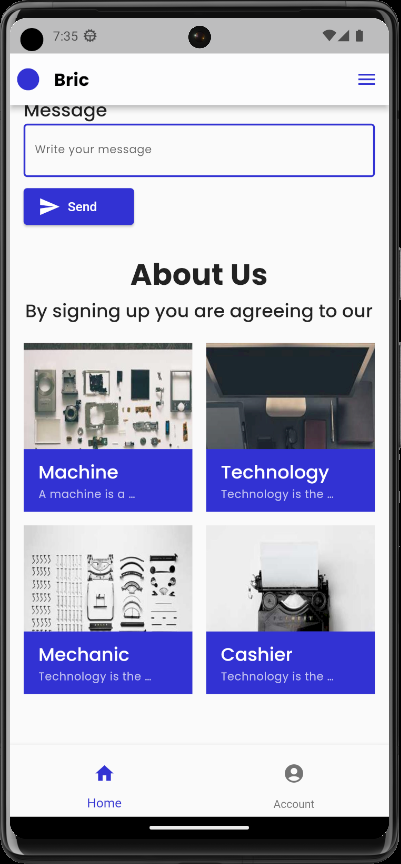 7:35
Bric
Message
Write your message
Send
About Us
By signing up you are agreeing to our
Machine
A machine is a ...
Technology
Technology is the ...
Mechanic
Technology is the ...
Cashier
Technology is the ...
Home
Account